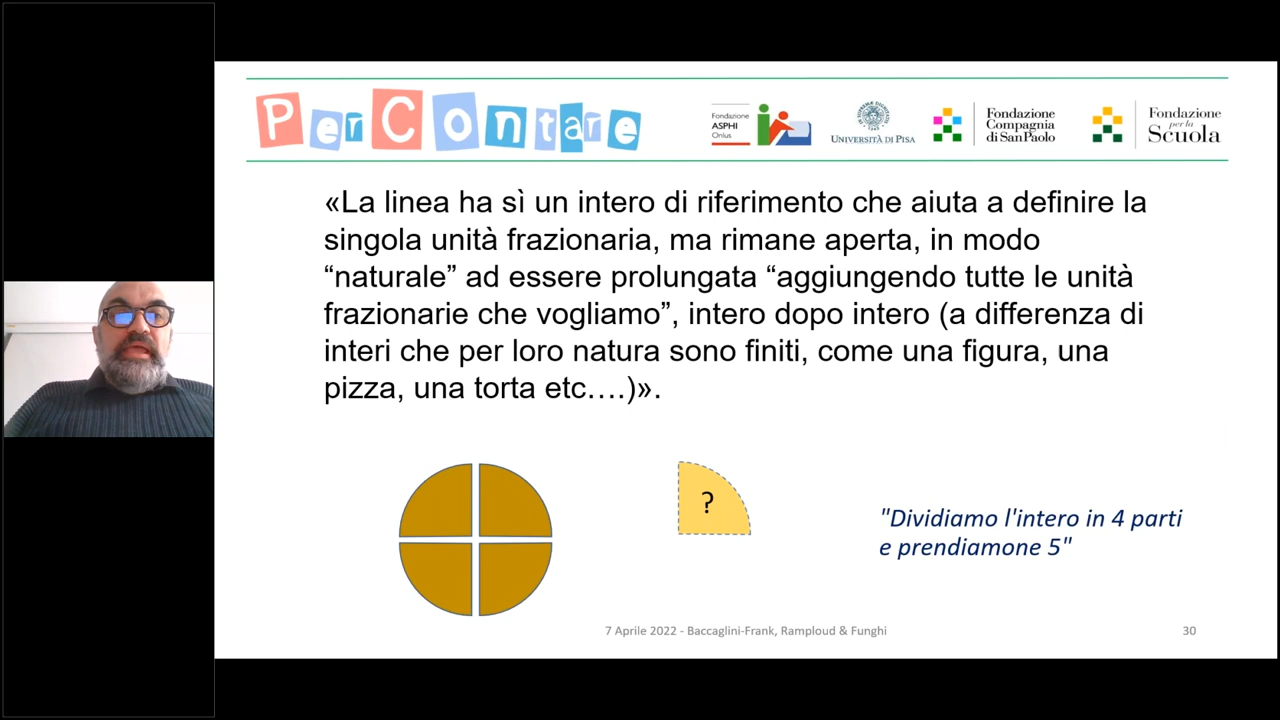 PerContare
Fondazione
ASPHI
Onlus
UNIVERSITÀ DI PISA
Fondazione
Compagnia
di San Paolo
Fondazione
per la
Scuola
«La linea ha sì un intero di riferimento che aiuta a definire la
singola unità frazionaria, ma rimane aperta, in modo
“naturale” ad essere prolungata “aggiungendo tutte le unità
frazionarie che vogliamo”, intero dopo intero (a differenza di
interi che per loro natura sono finiti, come una figura, una
pizza, una torta etc….)».
?
"Dividiamo l'intero in 4 parti
e prendiamone 5"
7 Aprile 2022 - Baccaglini-Frank, Ramploud & Funghi
30